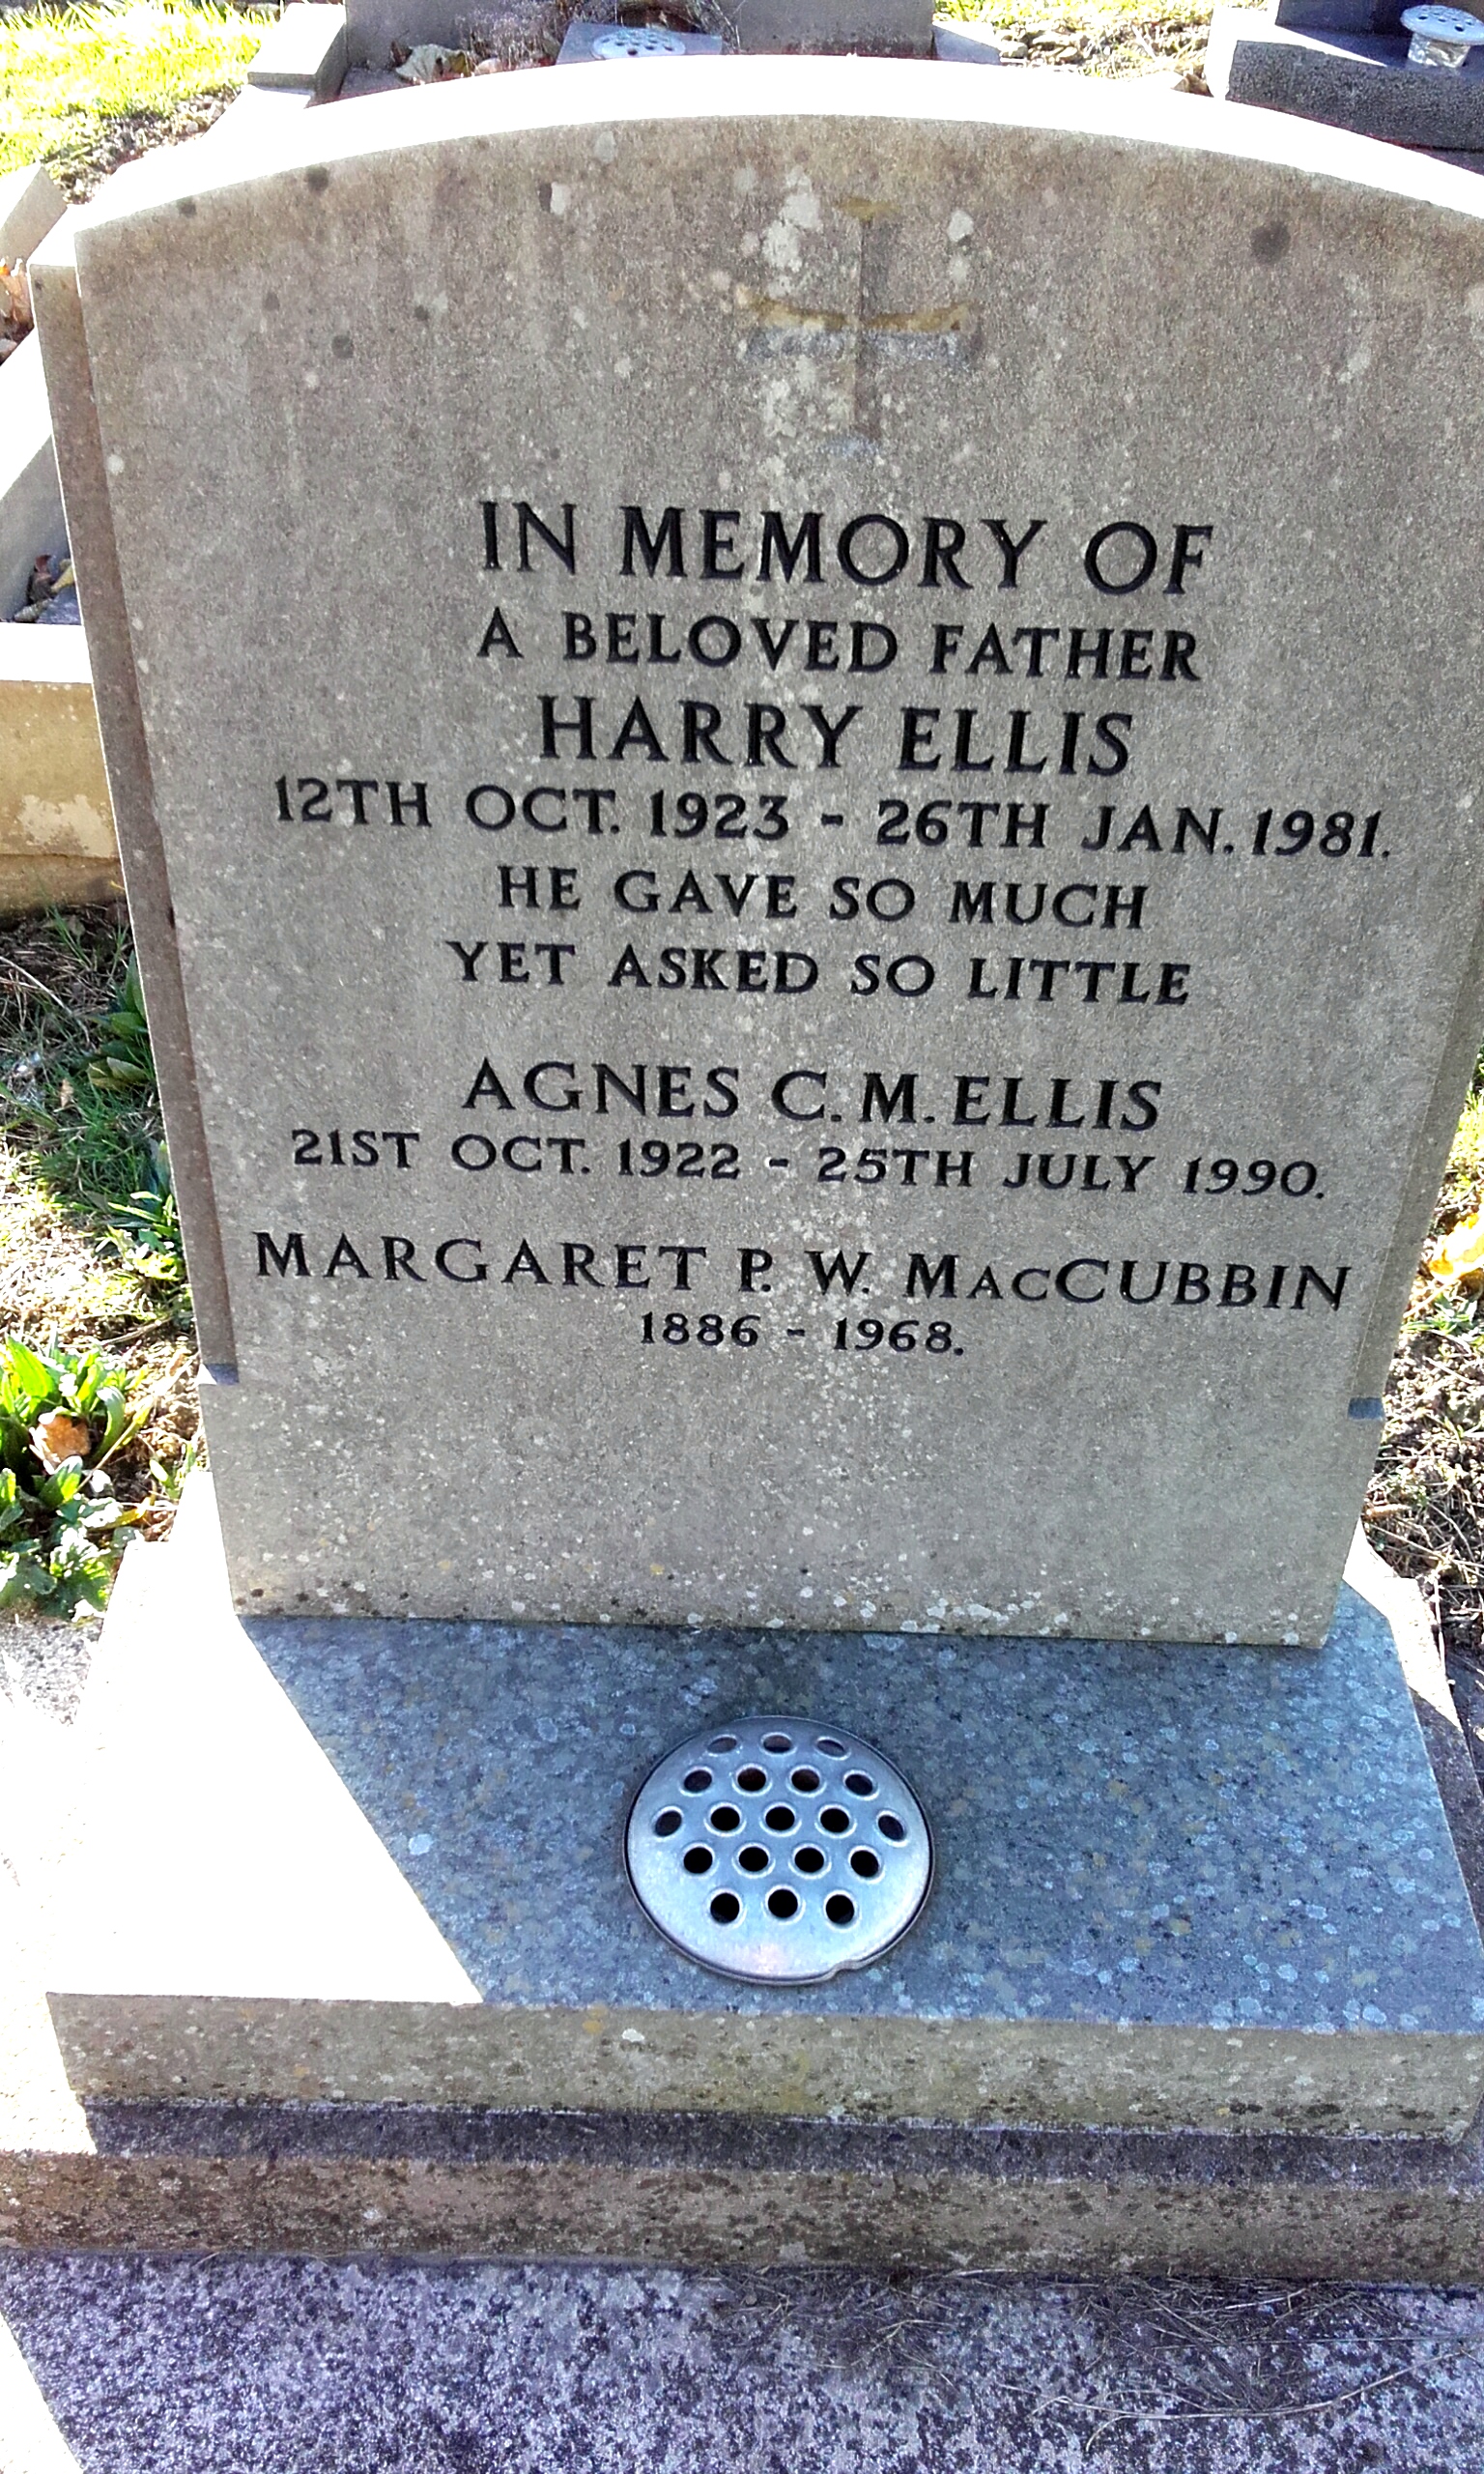 IN MEMORY OF
A BELOVED FATHER
HARRY ELLIS
12TH OCT. 1923 - 26TH JAN. 1981.
HE GAVE SO MUCH
YET ASKED SO LITTLE
AGNES C. M. ELLIS
21ST OCT. 1922 - 25TH JULY 1990.
MARGARET P. W. MACCUBBIN
1886 - 1968.